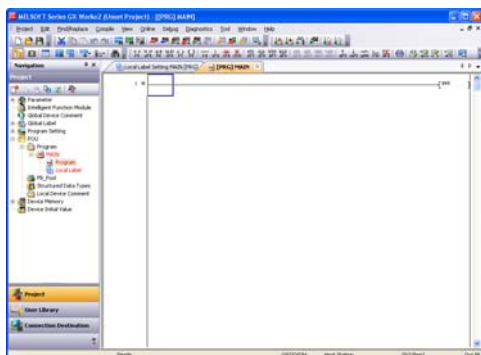 MELSOFT Series GX Works2 (Unset Project) - [[PRG] MAIN]
Project Edit Find/Replace Compile View Online Debug Diagnostics Tool Window Help
Navigation
Local Label Setting MAIN [PRG]
[PRG] MAIN
Project
Parameter
Intelligent Function Module
Global Device Comment
Global Label
Program Setting
POU
Program
MAIN
Program
Local Label
FB_Pool
Structured Data Types
Local Device Comment
Device Memory
Device Initial Value
Project
User Library
Connection Destination